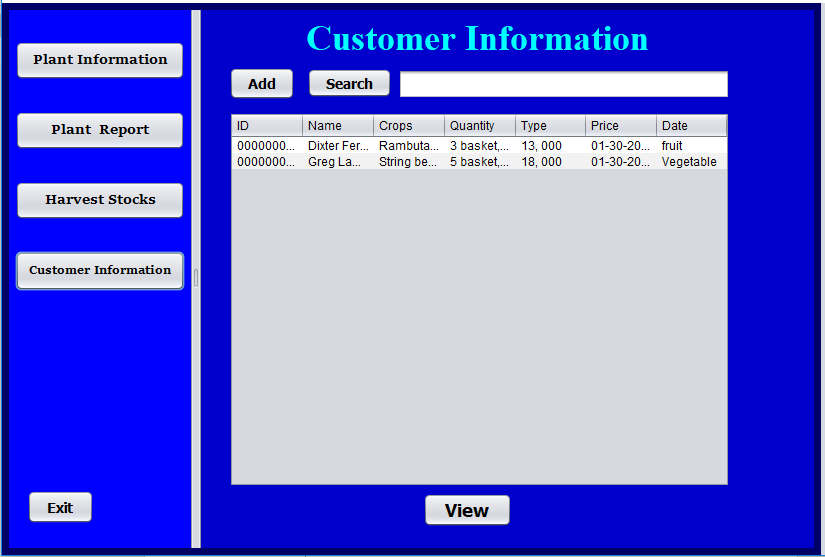 Customer Information
Plant Information
Add Search
Plant Report
ID Name Crops Quantity Type Price Date
0000000... Dixter Fer... Rambuta... 3 basket,... 13, 000 01-30-20... fruit
0000000... Greg La... String be... 5 basket,... 18, 000 01-30-20... Vegetable
Harvest Stocks
Customer Information
Exit
View